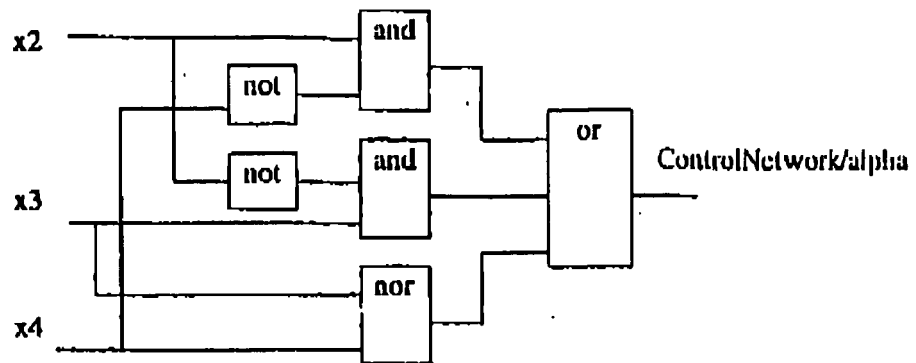 x2
and
not
or
ControlNetwork/alpha
and
not
x3
nor
x4